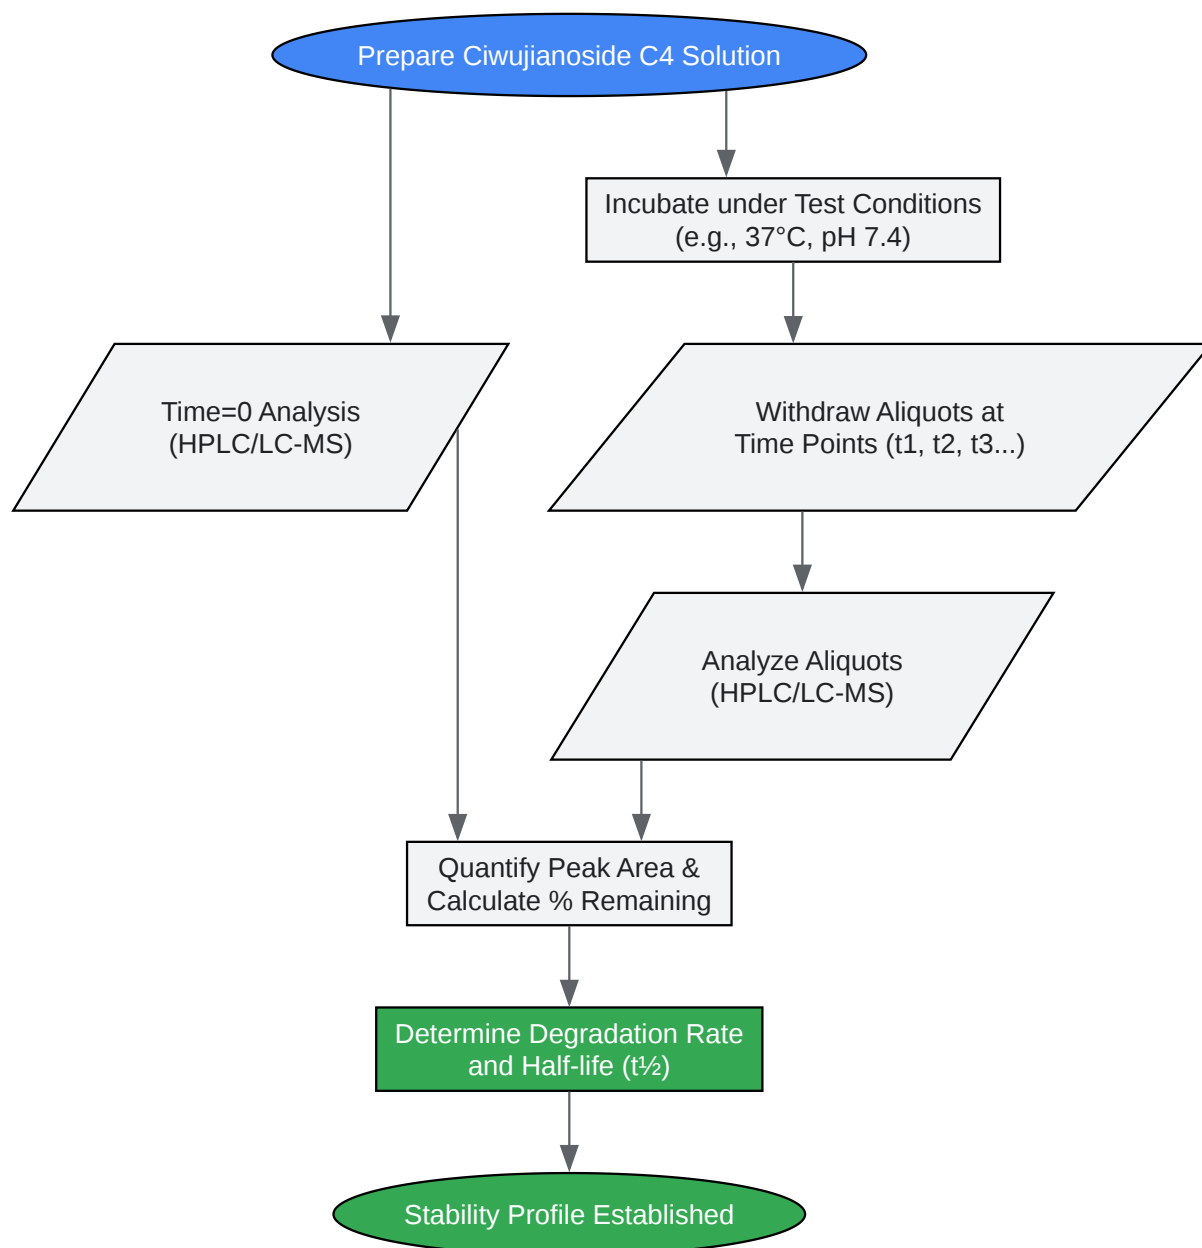 Prepare Ciwujianoside C4 Solution
Incubate under Test Conditions
(e.g., 37°C, pH 7.4)
Time=0 Analysis
(HPLC/LC-MS)
Withdraw Aliquots at
Time Points (t1, t2, t3...)
Analyze Aliquots
(HPLC/LC-MS)
Quantify Peak Area &
Calculate % Remaining
Determine Degradation Rate
and Half-life (t½)
Stability Profile Established